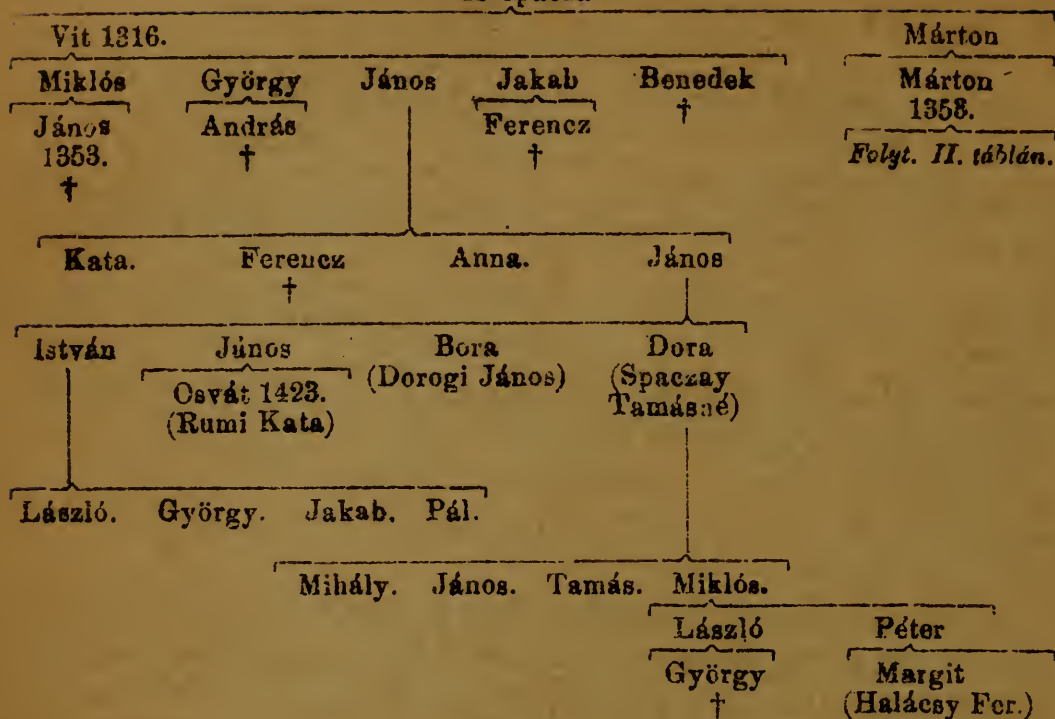 Vit 1316. Márton
Miklós György János Jakab Benedek Márton
János András Ferencz † 1358.
1353. † † Folyt. II. táblán.
†
Kata. Ferencz Anna. János
†
István János Bora Dora
Osvát 1423. (Dorogi János) (Spaczay
(Rumi Kata) Tamásné)
László. György. Jakab. Pál.
Mihály. János. Tamás. Miklós.
László Péter
György Margit
† (Halácsy Fer.)